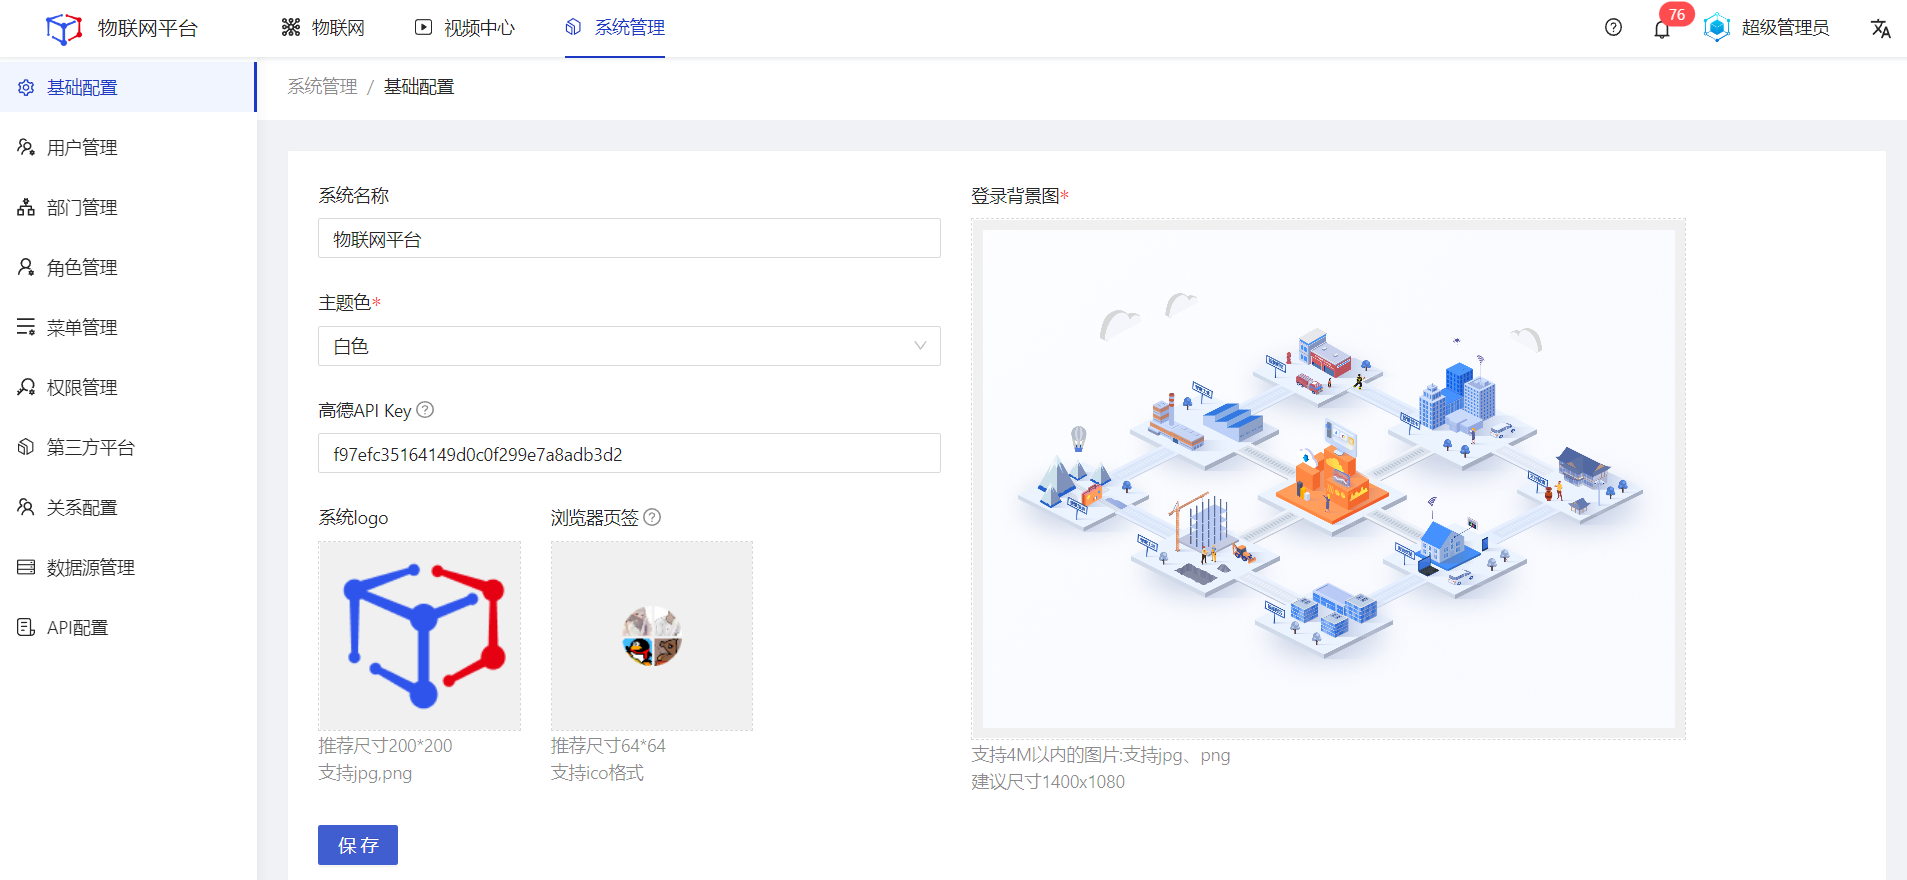 物联网平台
物联网
视频中心
系统管理
76
超级管理员
基础配置
用户管理
部门管理
角色管理
菜单管理
权限管理
第三方平台
关系配置
数据源管理
API配置
系统管理 / 基础配置
系统名称
物联网平台
主题色*
白色
高德API Key
f97efc35164149d0c0f299e7a8adb3d2
系统logo
推荐尺寸200*200
支持jpg,png
浏览器页签
推荐尺寸64*64
支持ico格式
保存
登录背景图*
支持4M以内的图片:支持jpg、png
建议尺寸1400x1080